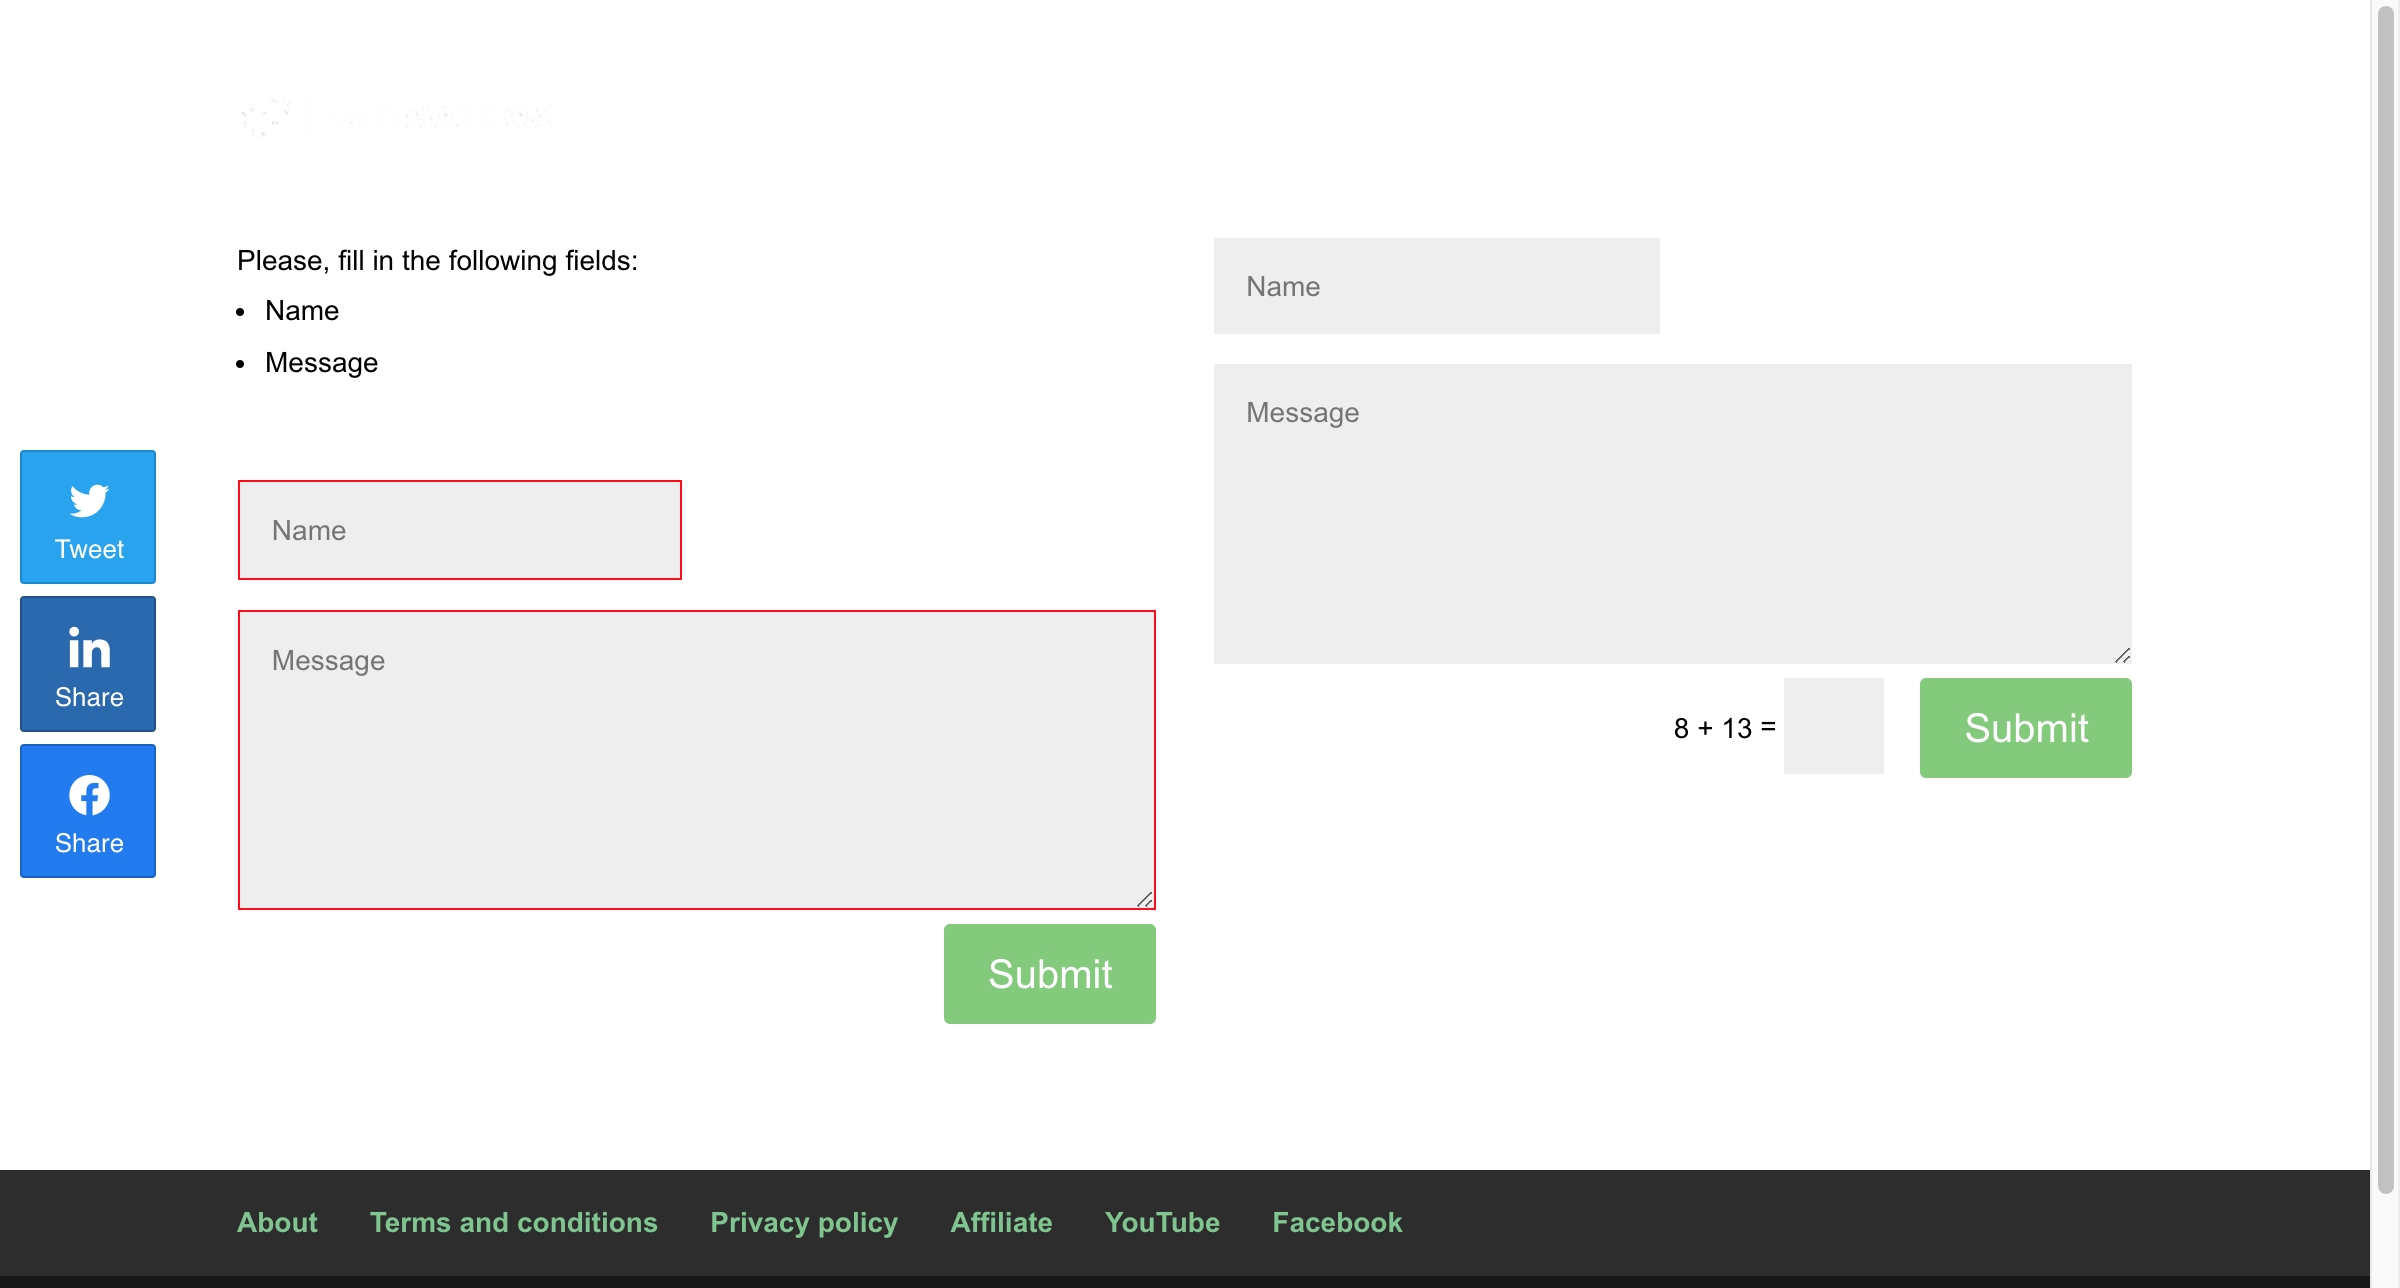 Please, fill in the following fields:
Name
Message
Name
Message
Submit
Name
Message
8 + 13 =
Submit
Tweet
in
Share
Share
About
Terms and conditions
Privacy policy
Affiliate
YouTube
Facebook